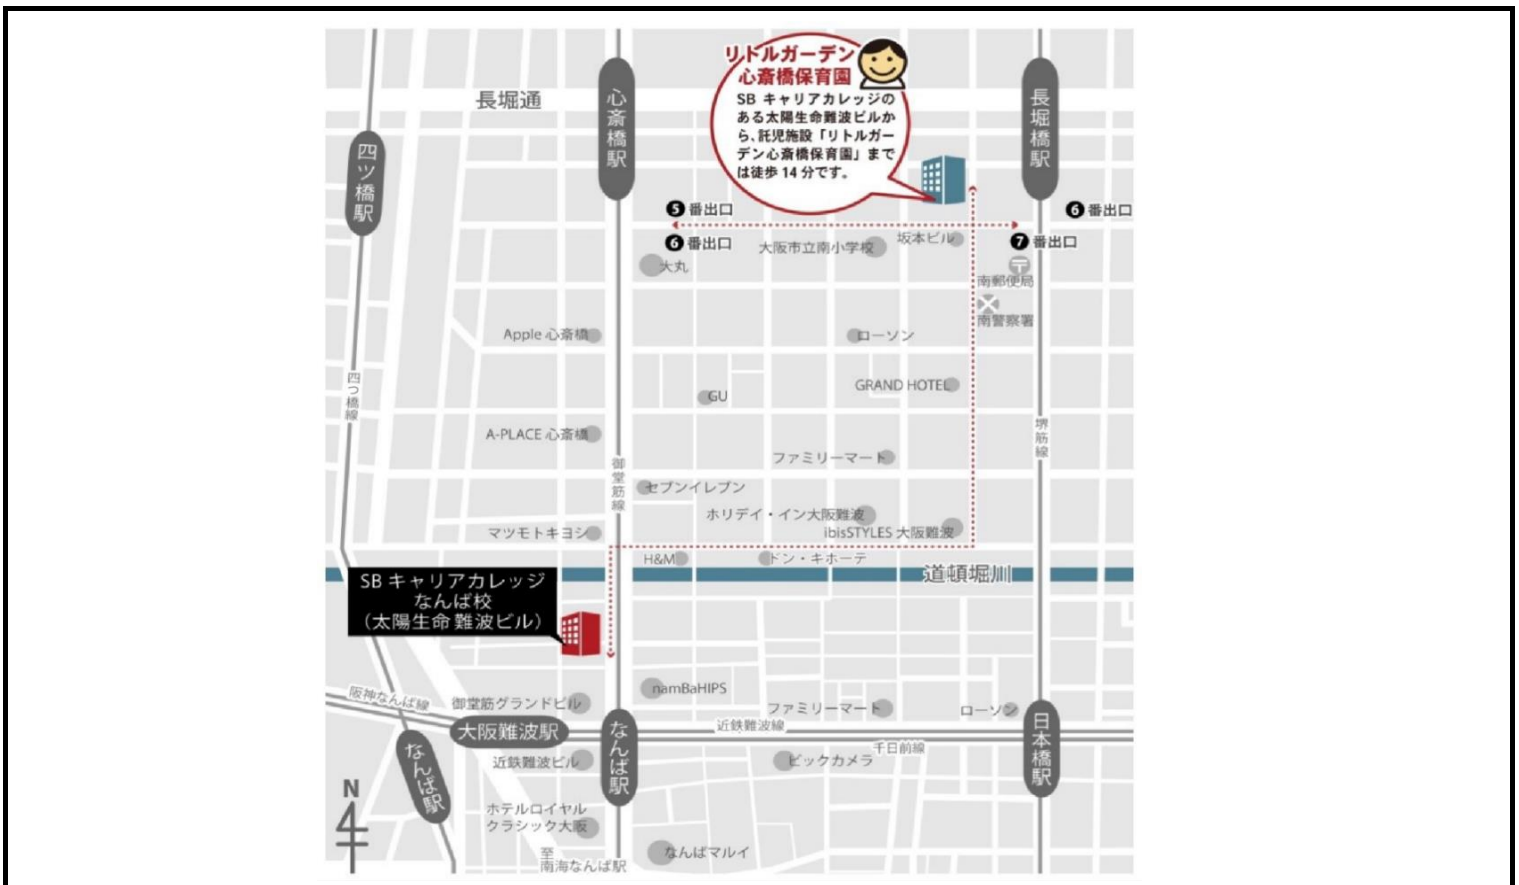 リトルガーデン
心斎橋保育園
SB キャリアカレッジの
ある太陽生命難波ビルか
ら、託児施設「リトルガー
デン心斎橋保育園」まで
は徒歩 14 分です。
長堀通
心斎橋駅
長堀橋駅
四ツ橋駅
❺番出口
❻番出口
❻番出口
❼番出口
大阪市立南小学校
坂本ビル
大丸
南郵便局
南警察署
Apple 心斎橋
ローソン
四つ橋線
GU
GRAND HOTEL
堺筋線
A-PLACE 心斎橋
御堂筋線
ファミリーマート
セブンイレブン
ホリデイ・イン大阪難波
マツモトキヨシ
ibisSTYLES 大阪難波
H&M
ドン・キホーテ
道頓堀川
SB キャリアカレッジ
なんば校
(太陽生命難波ビル)
namBaHIPS
阪神なんば線
御堂筋グランドビル
ファミリーマート
ローソン
大阪難波駅
なんば駅
近鉄難波線
日本橋駅
なんば駅
近鉄難波ビル
千日前線
ビックカメラ
N
ホテルロイヤル
クラシック大阪
至
南海なんば駅
なんばマルイ